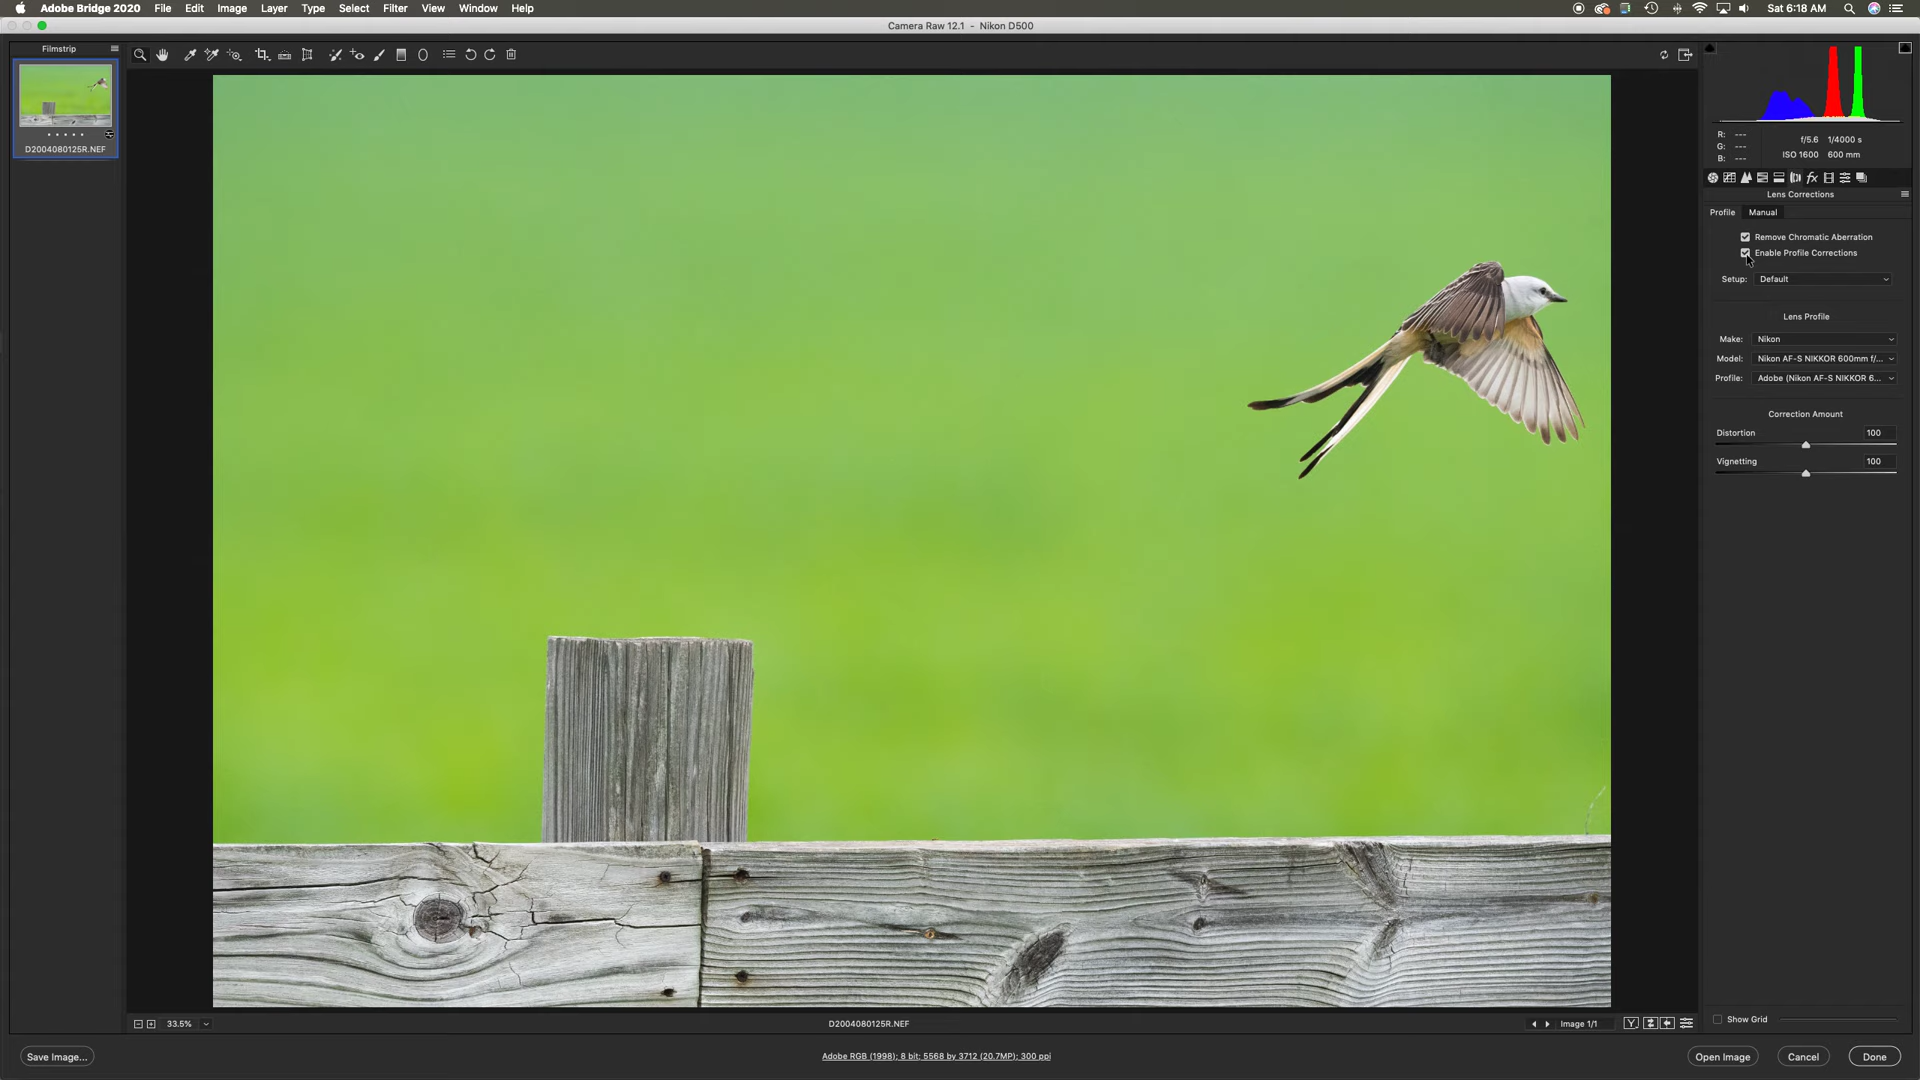 Adobe Bridge 2020 File Edit Image Layer Type Select Filter View Window Help Sat 6:18 AM
Camera Raw 12.1 - Nikon D500
Filmstrip
D2004080125R.NEF
R: ---
G: ---
B: ---
f/5.6 1/4000 s
ISO 1600 600 mm
fx
Lens Corrections
Profile Manual
Remove Chromatic Aberration
Enable Profile Corrections
Setup: Default
Lens Profile
Make: Nikon
Model: Nikon AF-S NIKKOR 600mm f/...
Profile: Adobe (Nikon AF-S NIKKOR 6...
Correction Amount
Distortion 100
Vignetting 100
Show Grid
33.5% D2004080125R.NEF Image 1/1 Y
Save Image... Adobe RGB (1998); 8 bit; 5568 by 3712 (20.7MP); 300 ppi Open Image Cancel Done